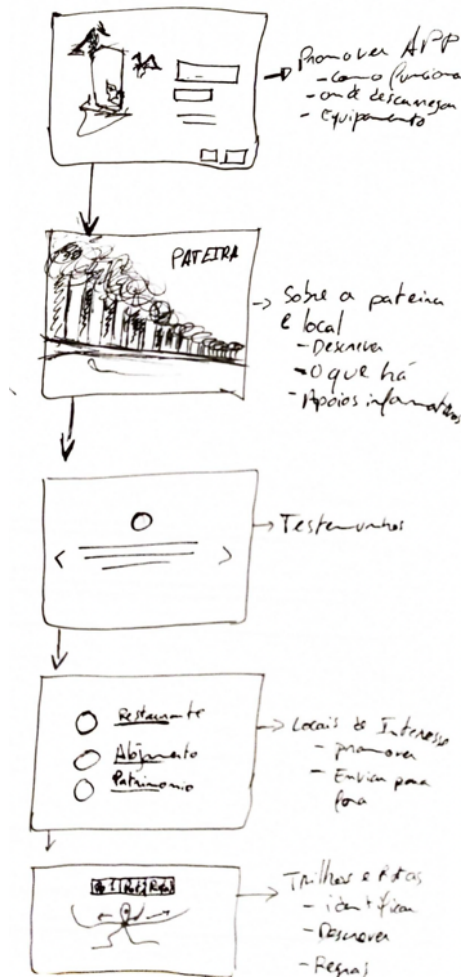 Promover APP
- como funciona
- onde descarregar
- Equipamento
PATEIRA
Sobre a pateira
e local
- Descrever
- O que há
- Apoios informativos
Testemunhos
Restaurante
Alojamento
Patrimonio
Locais de Interesse
- promover
- Enviar para
fora
Trilhos e Rotas
- identificar
- Descrever
- Regras